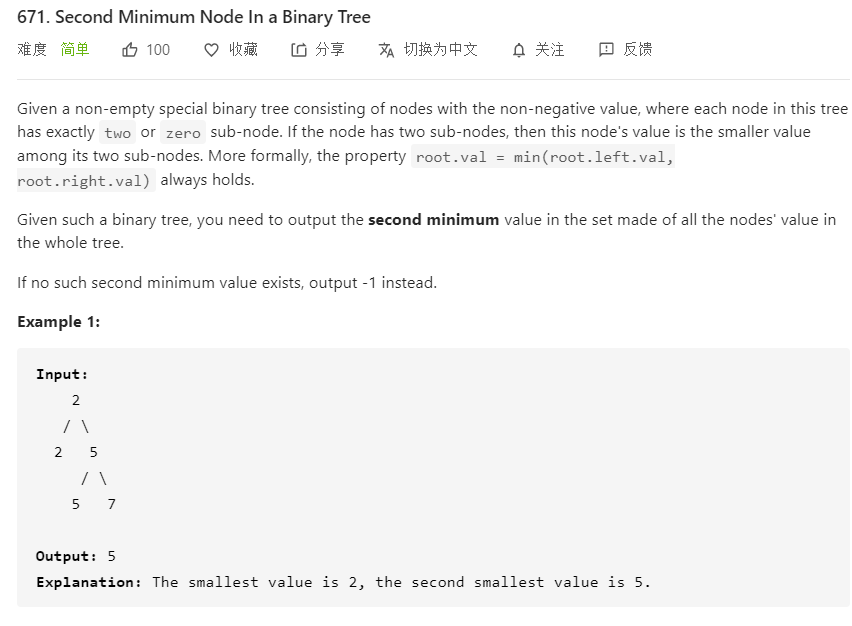 671. Second Minimum Node In a Binary Tree
难度 简单 100 收藏 分享 切换为中文 关注 反馈
Given a non-empty special binary tree consisting of nodes with the non-negative value, where each node in this tree
has exactly two or zero sub-node. If the node has two sub-nodes, then this node's value is the smaller value
among its two sub-nodes. More formally, the property root.val = min(root.left.val,
root.right.val) always holds.
Given such a binary tree, you need to output the second minimum value in the set made of all the nodes' value in
the whole tree.
If no such second minimum value exists, output -1 instead.
Example 1:
Input:
2
/ \
2 5
/ \
5 7
Output: 5
Explanation: The smallest value is 2, the second smallest value is 5.